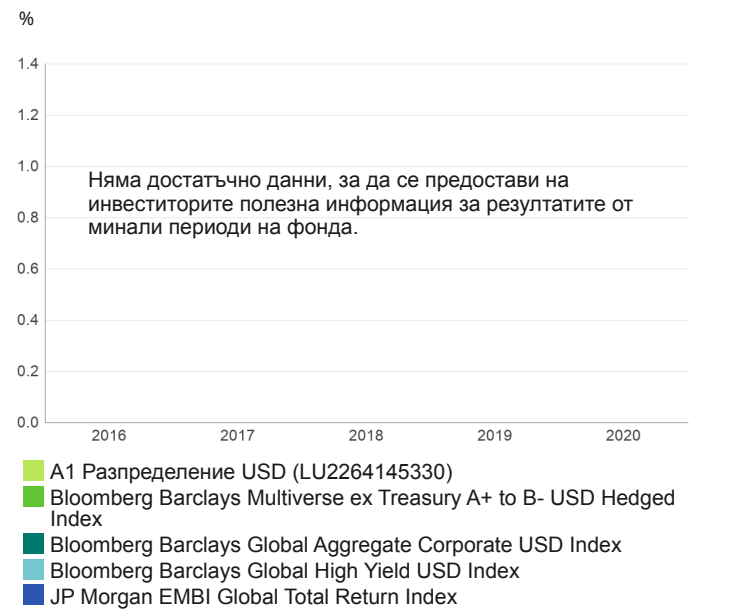 %
1.4
1.2
1.0
Няма достатъчно данни, за да се предостави на
инвеститорите полезна информация за резултатите от
0.8
минали периоди на фонда.
0.6
0.4
0.2
0.0
2016 2017 2018 2019 2020
A1 Разпределение USD (LU2264145330)
Bloomberg Barclays Multiverse ex Treasury A+ to B- USD Hedged
Index
Bloomberg Barclays Global Aggregate Corporate USD Index
Bloomberg Barclays Global High Yield USD Index
JP Morgan EMBI Global Total Return Index